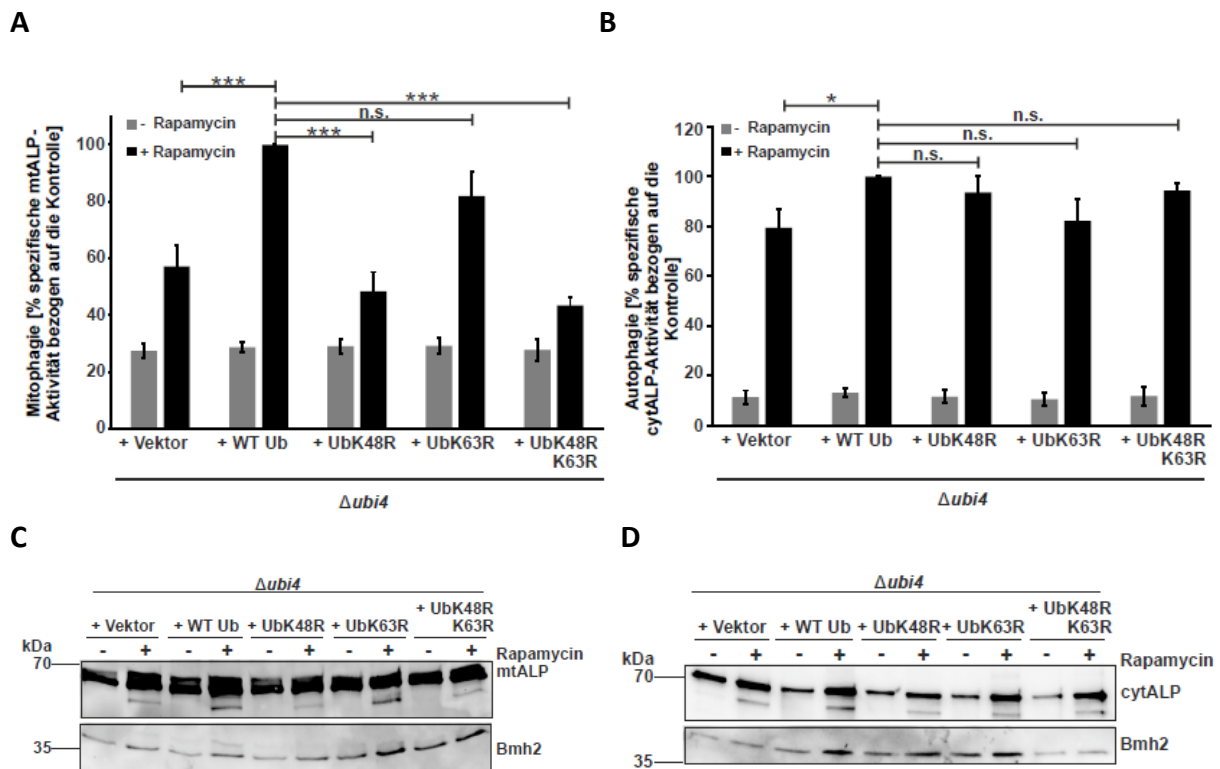 A
***
***
n.s.
***
- Rapamycin
+ Rapamycin
Mitophagie [% spezifische mtALP-
Aktivität bezogen auf die Kontrolle]
100
80
60
40
20
0
+ Vektor + WT Ub + UbK48R + UbK63R + UbK48R
K63R
Δubi4
B
*
n.s.
n.s.
n.s.
- Rapamycin
+ Rapamycin
Autophagie [% spezifische
cytALP-Aktivität bezogen auf die
Kontrolle]
120
100
80
60
40
20
0
+ Vektor + WT Ub + UbK48R + UbK63R + UbK48R
K63R
Δubi4
C
Δubi4
+ UbK48R
+ Vektor + WT Ub + UbK48R + UbK63R K63R
kDa - + - + - + - + - + Rapamycin
70 mtALP
35 Bmh2
D
Δubi4
+ UbK48R
+ Vektor + WT Ub + UbK48R + UbK63R K63R
kDa - + - + - + - + - + Rapamycin
70 cytALP
35 Bmh2